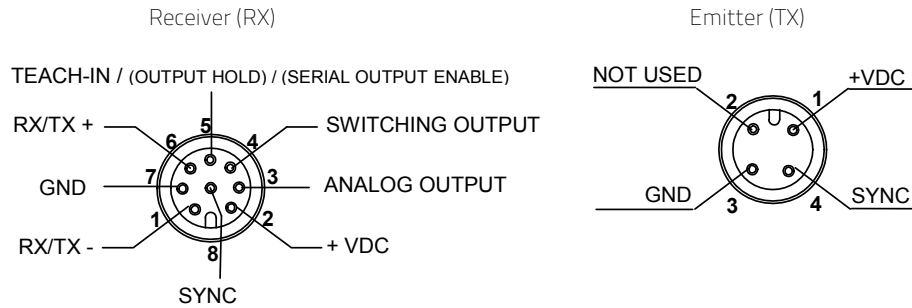 Receiver (RX)
Emitter (TX)
TEACH-IN / (OUTPUT HOLD) / (SERIAL OUTPUT ENABLE)
RX/TX +
5
6
4
SWITCHING OUTPUT
GND
7
3
ANALOG OUTPUT
1
2
RX/TX -
8
+ VDC
SYNC
NOT USED
2
1
+VDC
GND
3
4
SYNC